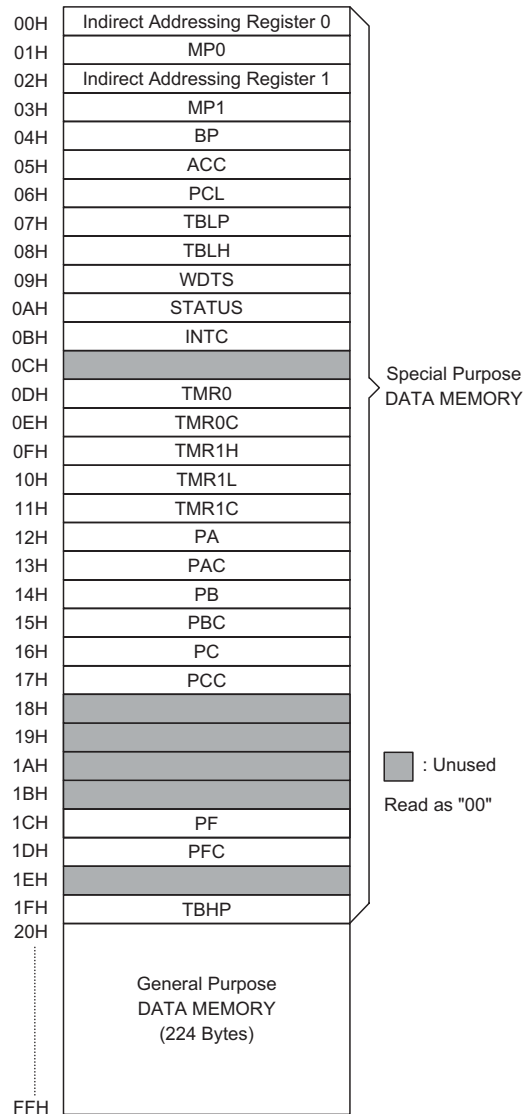 00H Indirect Addressing Register 0
01H MP0
02H Indirect Addressing Register 1
03H MP1
04H BP
05H ACC
06H PCL
07H TBLP
08H TBLH
09H WDTS
0AH STATUS
0BH INTC
0CH
0DH TMR0
0EH TMR0C
0FH TMR1H
10H TMR1L
11H TMR1C
12H PA
13H PAC
14H PB
15H PBC
16H PC
17H PCC
18H
19H
1AH
1BH
1CH PF
1DH PFC
1EH
1FH TBHP
20H
General Purpose
DATA MEMORY
(224 Bytes)
FFH
Special Purpose
DATA MEMORY
: Unused
Read as "00"